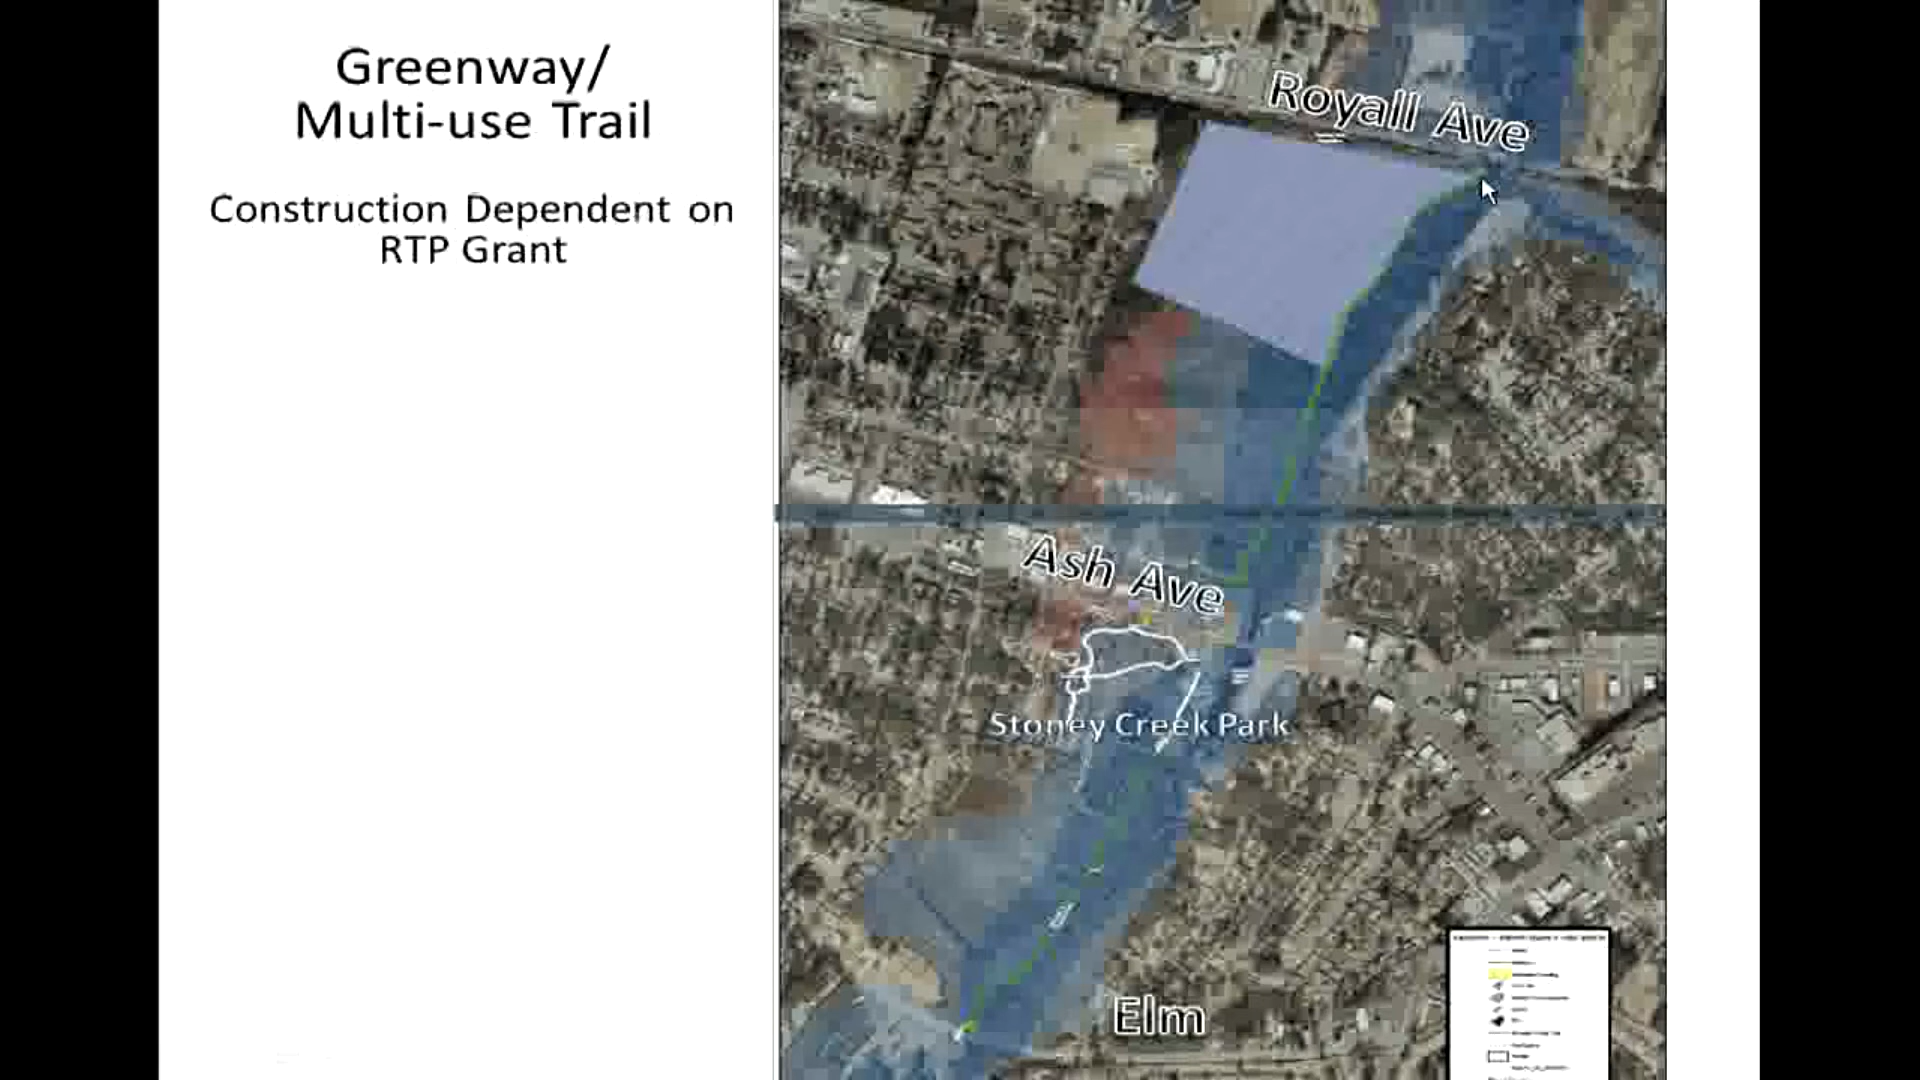 Greenway/
Multi-use Trail
Construction Dependent on
RTP Grant
Royall Ave
Ash Ave
Stoney Creek Park
Elm